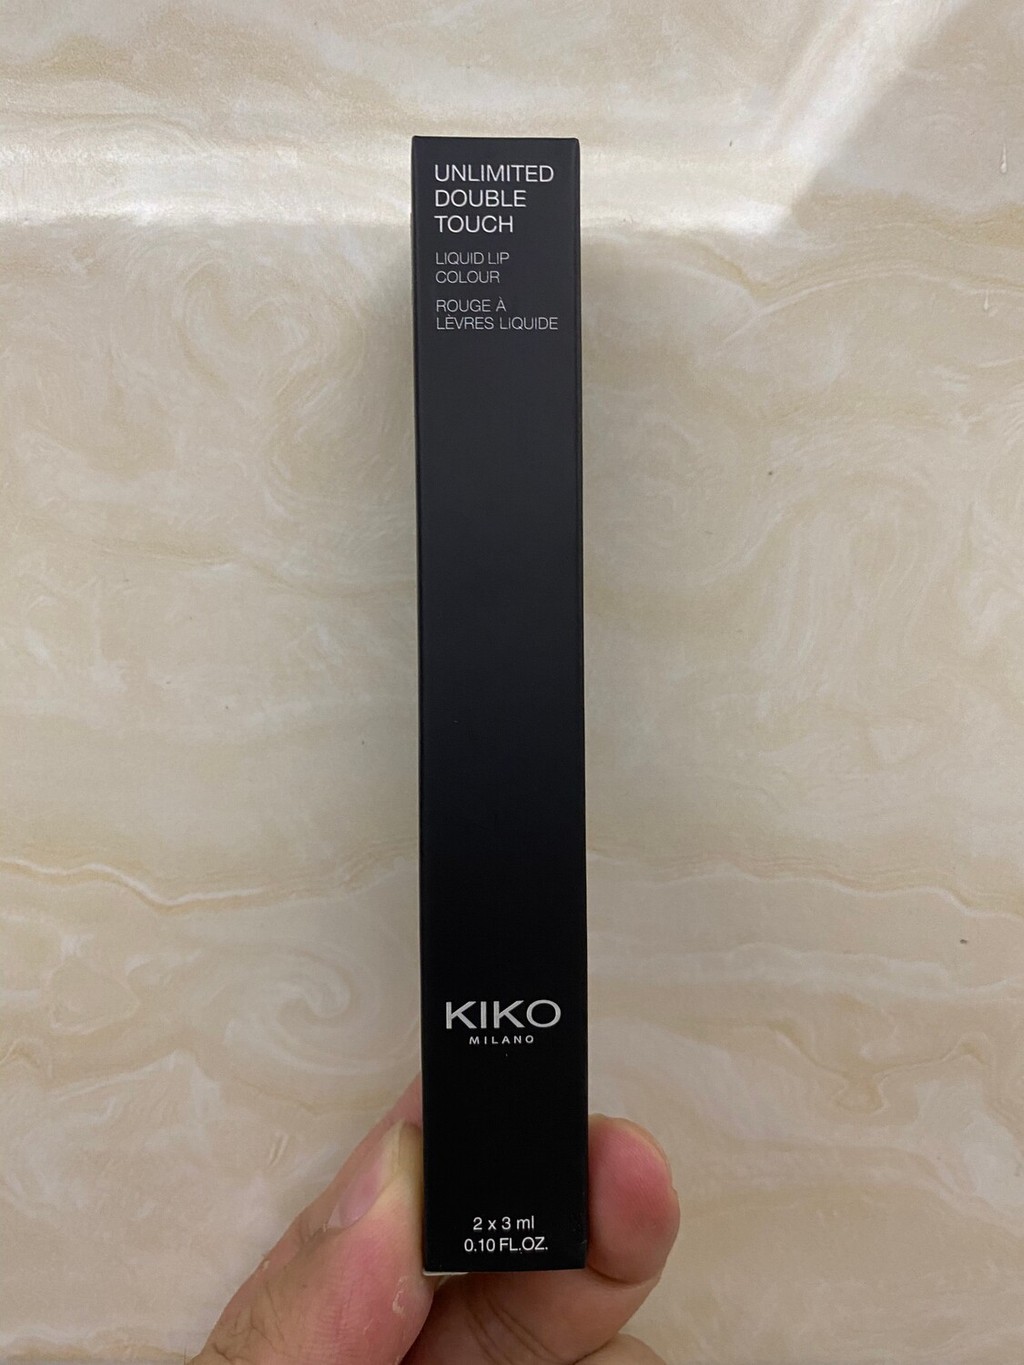 UNLIMITED
DOUBLE
TOUCH
LIQUID LIP
COLOUR
ROUGE À
LÈVRES LIQUIDE
KIKO
MILANO
2 x 3 ml
0.10 FL.OZ.